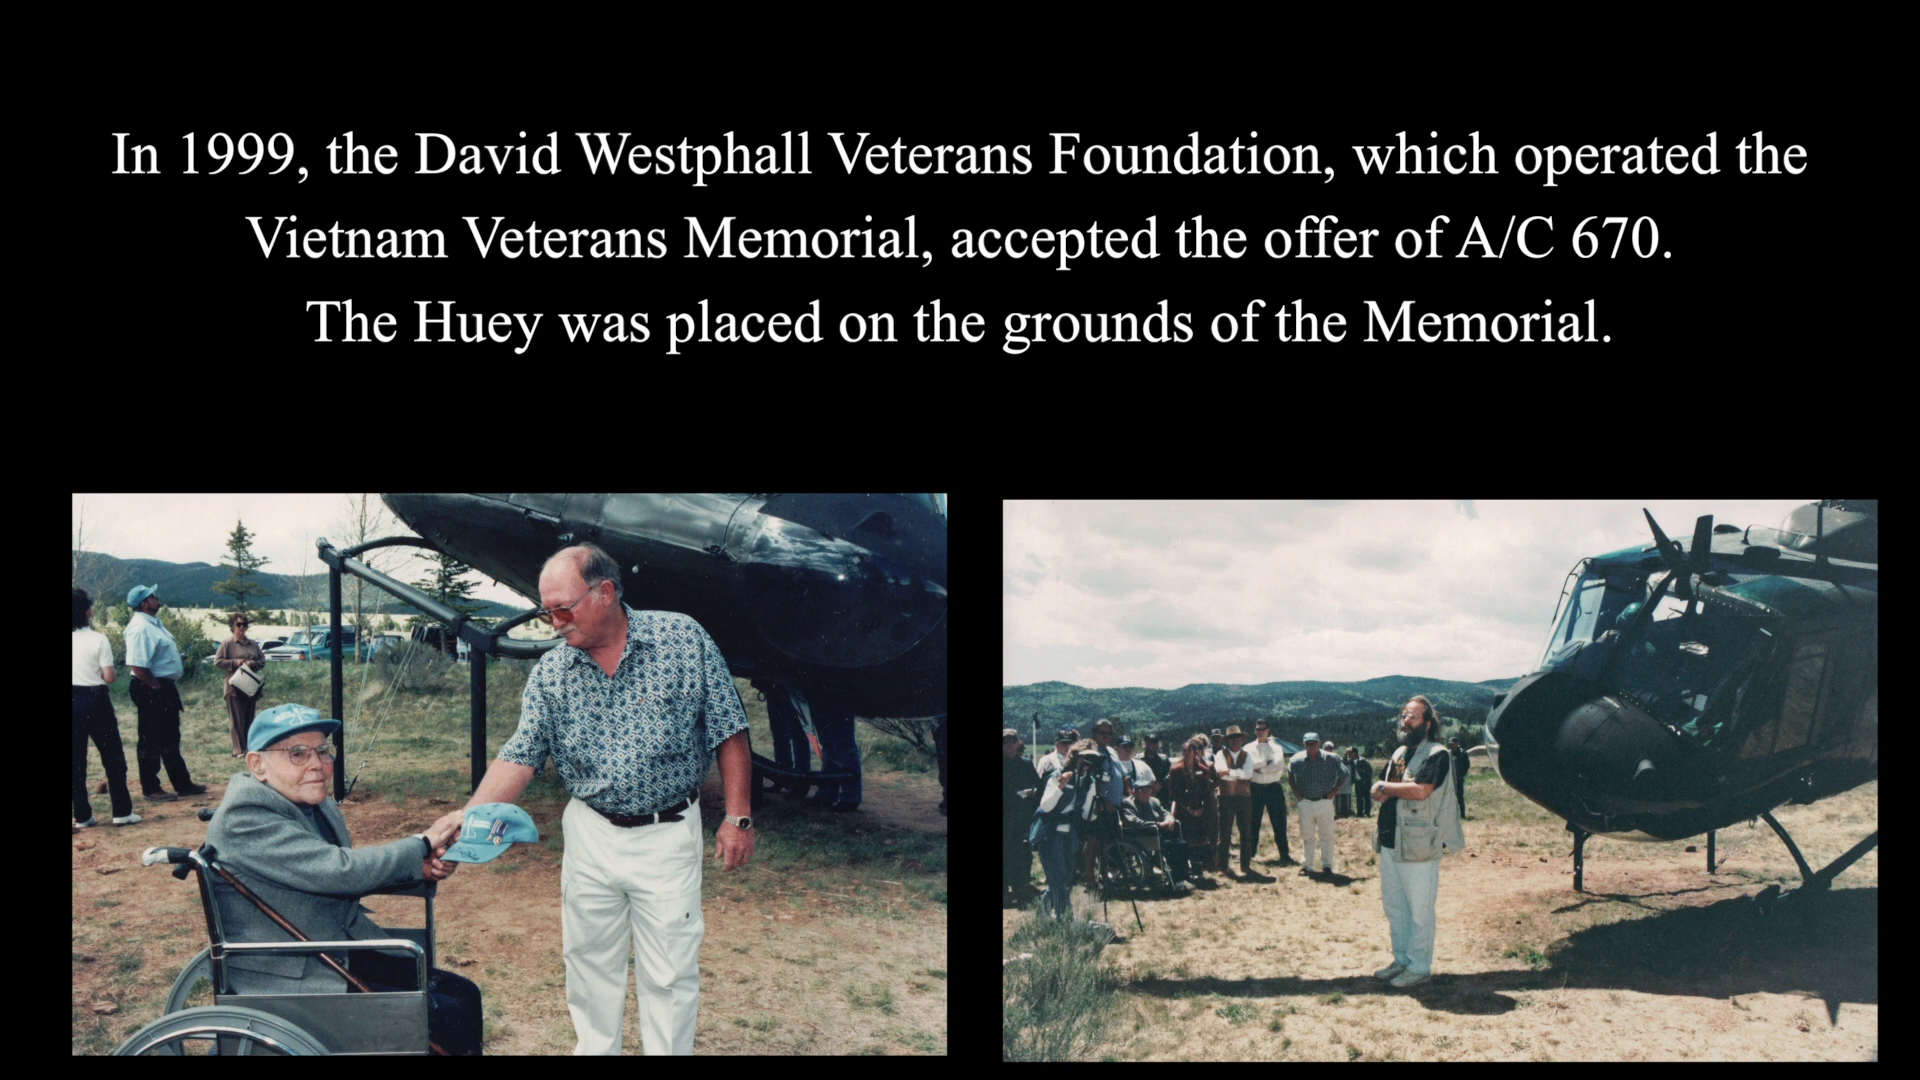 In 1999, the David Westphall Veterans Foundation, which operated the
Vietnam Veterans Memorial, accepted the offer of A/C 670.
The Huey was placed on the grounds of the Memorial.